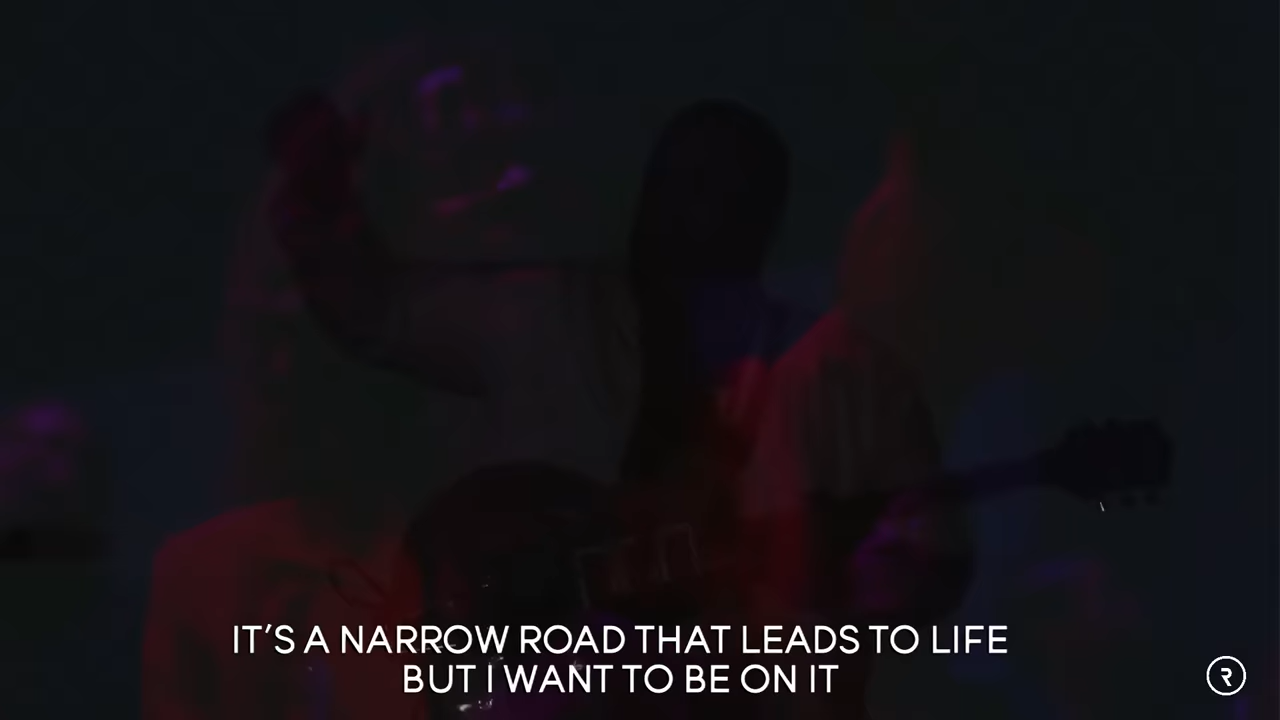 IT'S A NARROW ROAD THAT LEADS TO LIFE
BUT I WANT TO BE ON IT
R